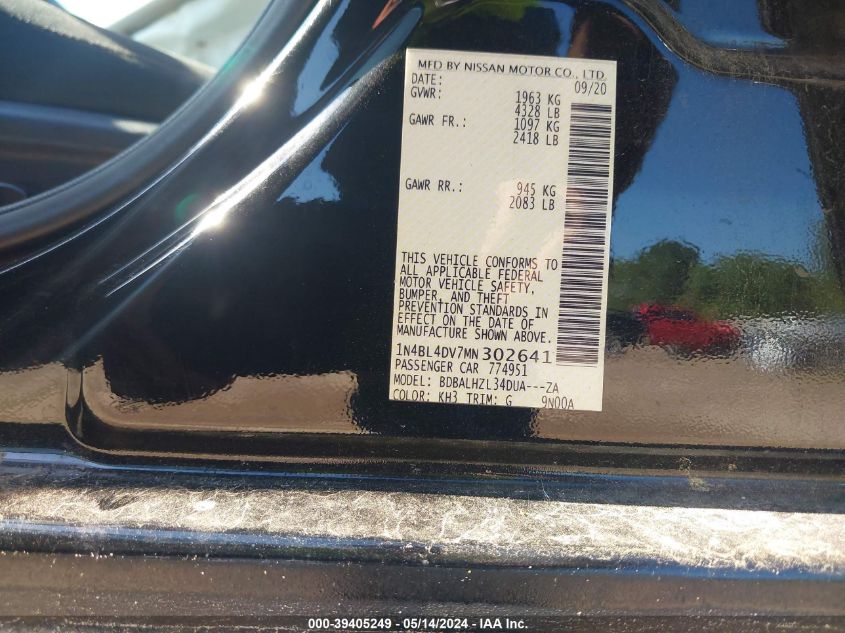 MFD BY NISSAN MOTOR CO., LTD.
DATE: 09/20
GVWR: 1963 KG
4328 LB
GAWR FR.: 1097 KG
2418 LB
GAWR RR.: 945 KG
2083 LB
THIS VEHICLE CONFORMS TO
ALL APPLICABLE FEDERAL
MOTOR VEHICLE SAFETY,
BUMPER, AND THEFT
PREVENTION STANDARDS IN
EFFECT ON THE DATE OF
MANUFACTURE SHOWN ABOVE.
1N4BL4DV7MN302641
PASSENGER CAR 774951
MODEL: BDBALHZL34DUA---ZA
COLOR: KH3 TRIM: G 9N00A
000-39405249 - 05/14/2024 - IAA Inc.